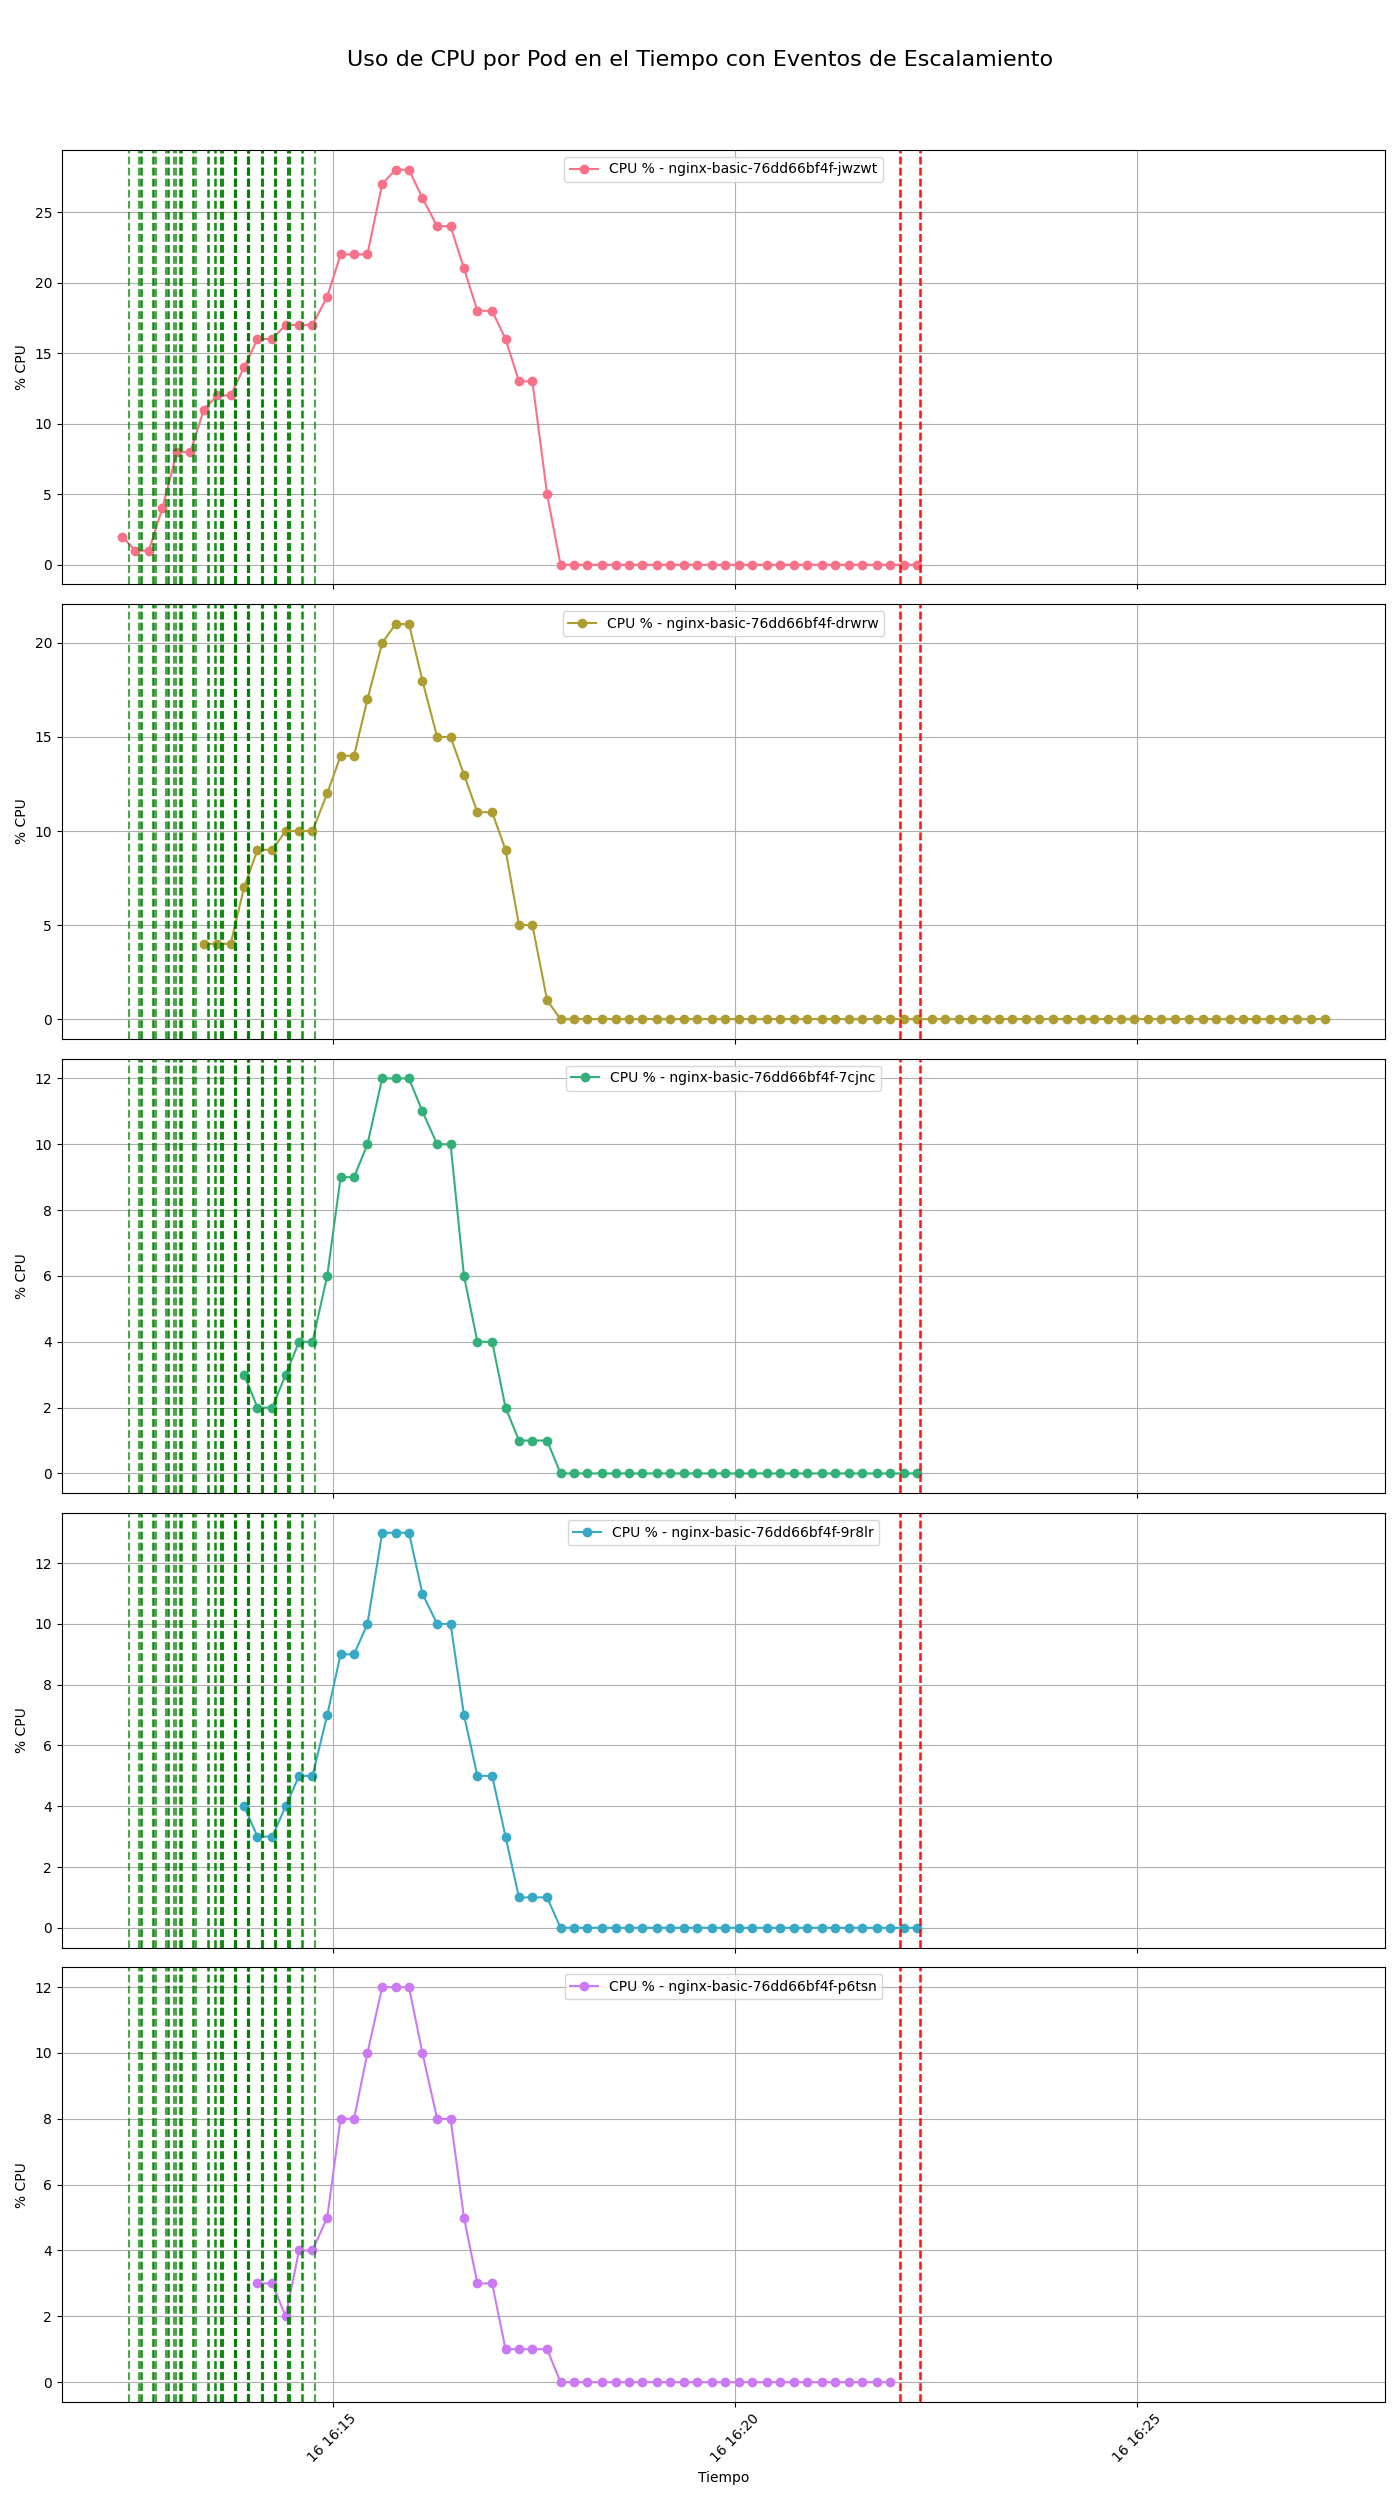 Uso de CPU por Pod en el Tiempo con Eventos de Escalamiento
CPU % - nginx-basic-76dd66bf4f-jwzwt
25
20
15
10
5
0
% CPU
CPU % - nginx-basic-76dd66bf4f-drwrw
20
15
10
5
0
% CPU
CPU % - nginx-basic-76dd66bf4f-7cjnc
12
10
8
6
4
2
0
% CPU
CPU % - nginx-basic-76dd66bf4f-9r8lr
12
10
8
6
4
2
0
% CPU
CPU % - nginx-basic-76dd66bf4f-p6tsn
12
10
8
6
4
2
0
% CPU
16 16:15
16 16:20
16 16:25
Tiempo